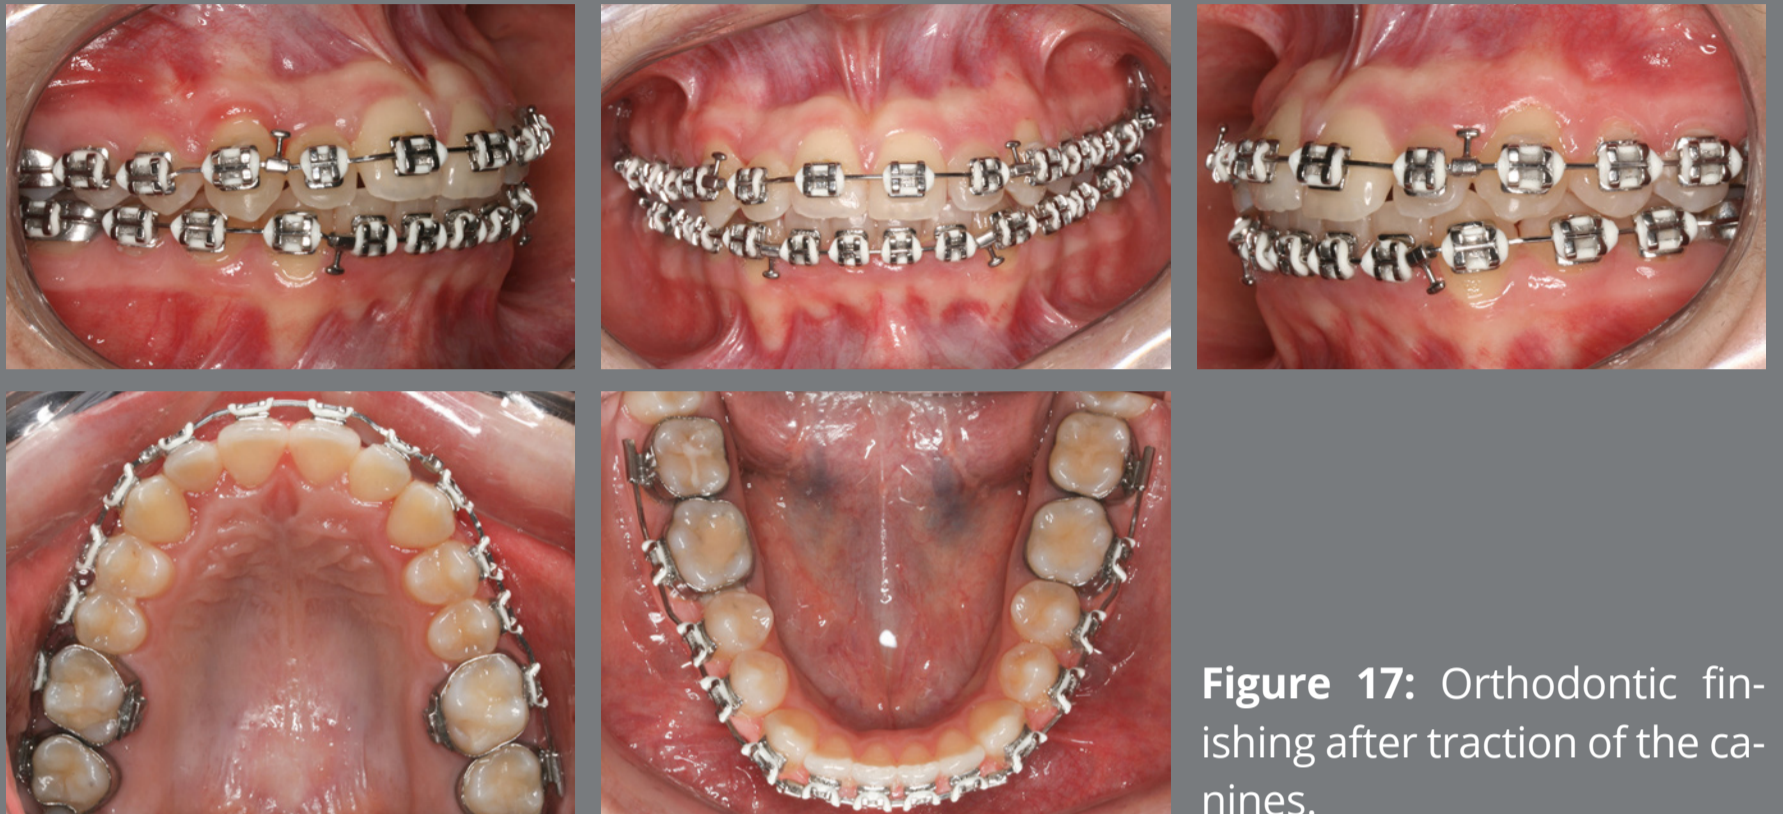 Figure 17: Orthodontic fin-
ishing after traction of the ca-
nines.